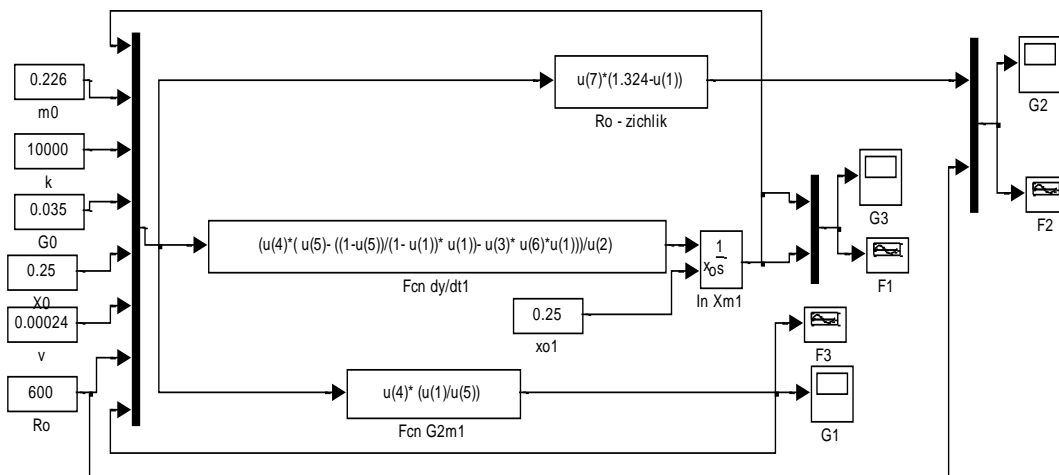 0.226
m0
10000
k
0.035
G0
0.25
X0
0.00024
v
600
Ro
u(7)*(1.324-u(1))
Ro - zichlik
(u(4)*( u(5)- ((1-u(5))/(1- u(1))* u(1))- u(3)* u(6)*u(1)))/u(2)
Fcn dy/dt1
0.25
xo1
1
s
xo
In Xm1
u(4)* (u(1)/u(5))
Fcn G2m1
G3
F1
F3
G1
G2
F2